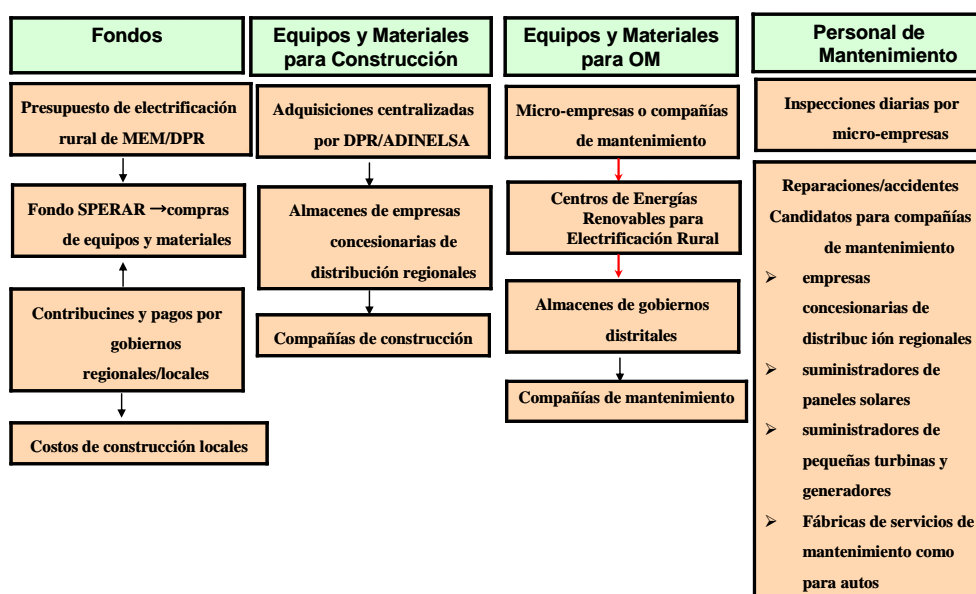 Fondos
Presupuesto de electrificación
rural de MEM/DPR
Fondo SPERAR →compras
de equipos y materiales
Contribucines y pagos por
gobiernos
regionales/locales
Costos de construcción locales
Equipos y Materiales
para Construcción
Adquisiciones centralizadas
por DPR/ADINELSA
Almacenes de empresas
concesionarias de
distribución regionales
Compañías de construcción
Equipos y Materiales
para OM
Micro-empresas o compañías
de mantenimiento
Centros de Energías
Renovables para
Electrificación Rural
Almacenes de gobiernos
distritales
Compañías de mantenimiento
Personal de
Mantenimiento
Inspecciones diarias por
micro-empresas
Reparaciones/accidentes
Candidatos para compañías
de mantenimiento
➢ empresas
concesionarias de
distribuc ión regionales
➢ suministradores de
paneles solares
➢ suministradores de
pequeñas turbinas y
generadores
➢ Fábricas de servicios de
mantenimiento como
para autos